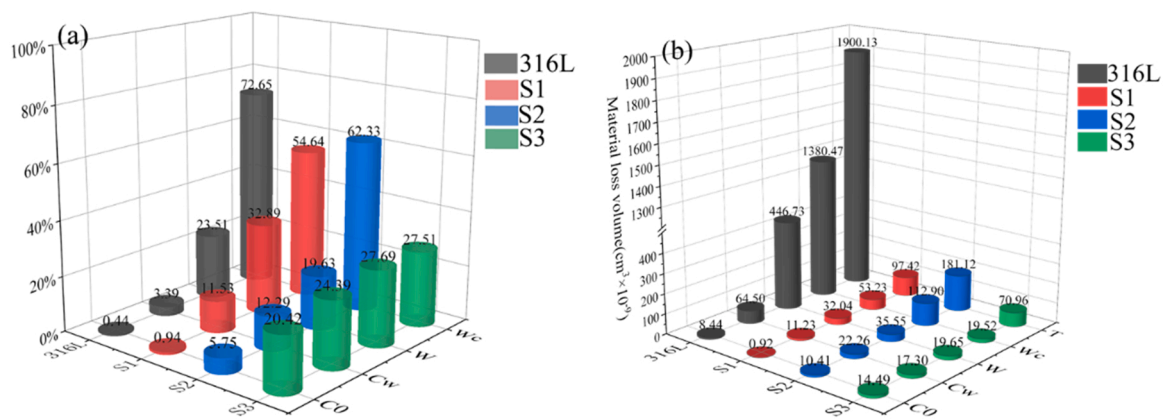 (a)
100%
80%
60%
40%
20%
0%
72.65
54.64
62.33
27.51
23.51
32.89
19.63
27.69
3.39
11.53
12.29
24.39
0.44
0.94
5.75
20.42
316L
S1
S2
S3
C0
Cw
W
Wc
316L
S1
S2
S3
(b)
Material loss volume(cm³×10⁻⁹)
2000
1900
1800
1700
1600
1500
1400
1300
400
300
200
100
0
1900.13
1380.47
446.73
64.50
8.44
97.42
53.23
32.04
11.23
0.92
181.12
112.90
35.55
22.26
10.41
70.96
19.52
19.65
17.30
14.49
316L
S1
S2
S3
C0
Cw
W
Wc
T
316L
S1
S2
S3